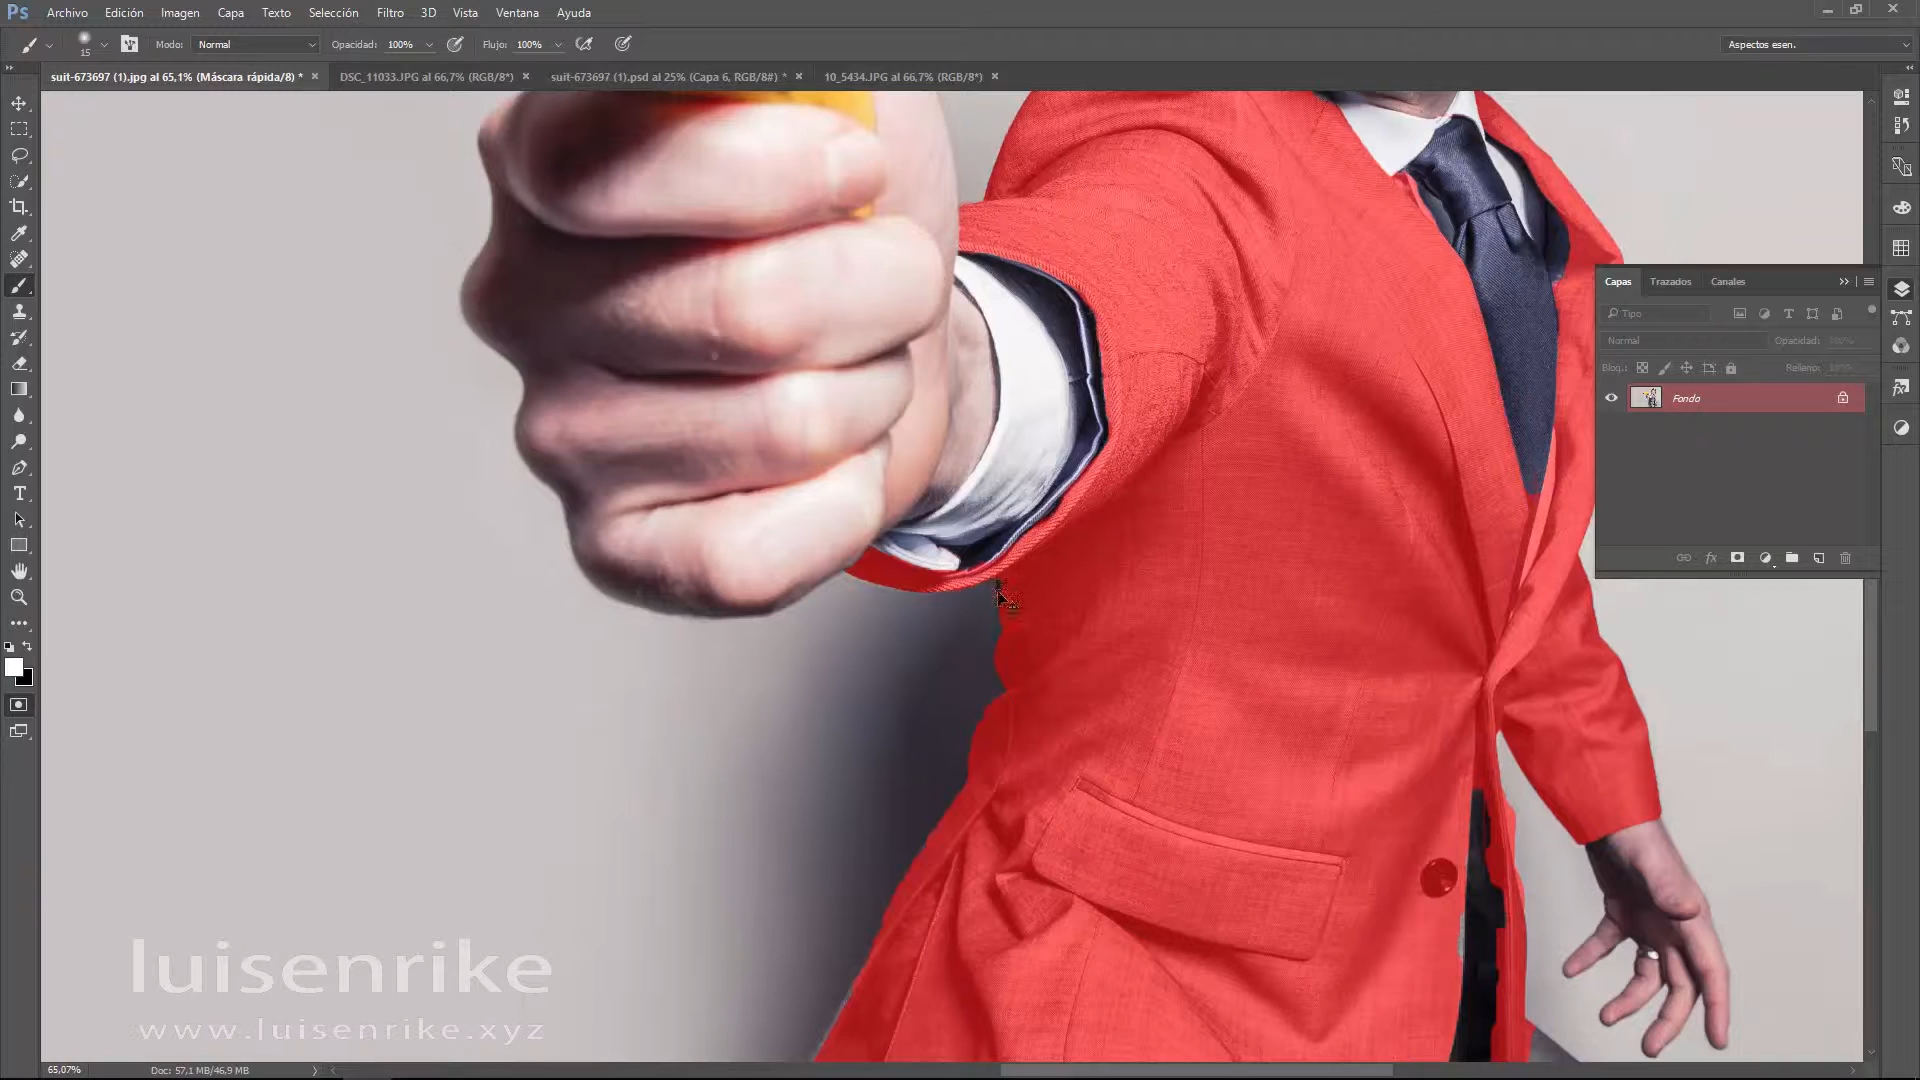 Ps Archivo Edición Imagen Capa Texto Selección Filtro 3D Vista Ventana Ayuda
15 Modo: Normal Opacidad: 100% Flujo: 100% Aspectos esen.
suit-673697 (1).jpg al 65,1% (Máscara rápida/8) * DSC_11033.JPG al 66,7% (RGB/8*) suit-673697 (1).psd al 25% (Capa 6, RGB/8#) * 10_5434.JPG al 66,7% (RGB/8*)
Capas Trazados Canales
Tipo
Normal Opacidad: 100%
Bloq.: Relleno:
Fondo
luisenrike
www.luisenrike.xyz
65,07% Doc: 57,1 MB/46,9 MB